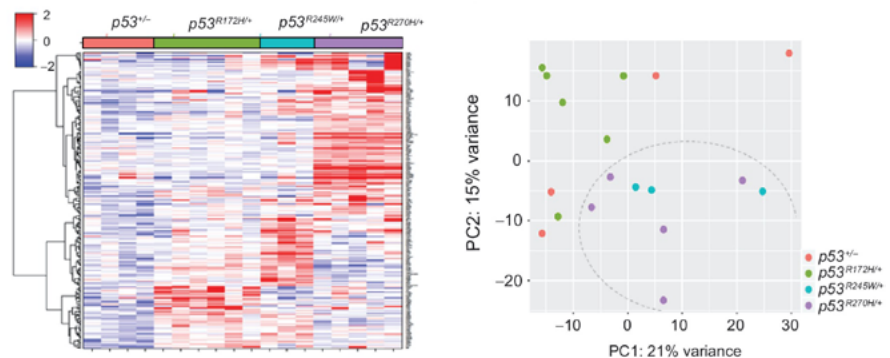 2
0
−2
p53+/− p53R172H/+ p53R245W/+ p53R270H/+
PC2: 15% variance
10
0
−10
−20
−10 0 10 20 30
PC1: 21% variance
p53+/−
p53R172H/+
p53R245W/+
p53R270H/+